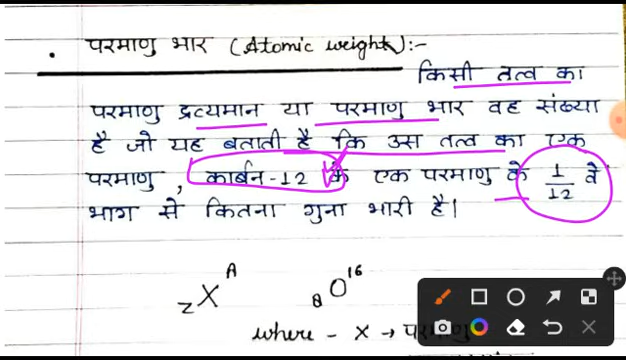 . परमाणु भार (Atomic weight):-
किसी तत्व का
परमाणु द्रव्यमान या परमाणु भार वह संख्या
है जो यह बताती है कि उस तत्व का एक
परमाणु , कार्बन-12 के एक परमाणु के 1/12 वें
भाग से कितना गुना भारी है।
zX^A ₈O^16
where - X → परमाणु